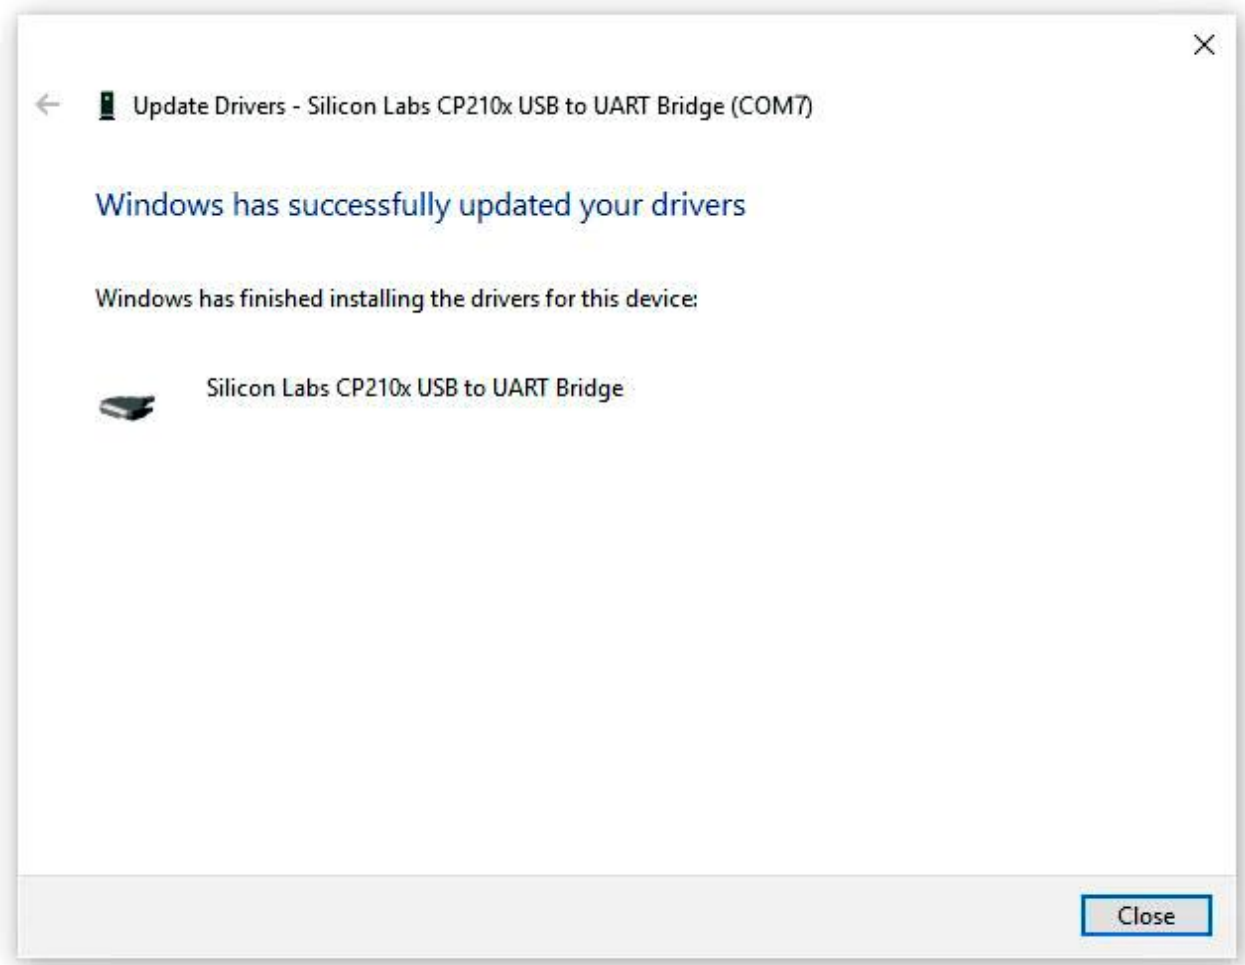 Update Drivers - Silicon Labs CP210x USB to UART Bridge (COM7)
Windows has successfully updated your drivers
Windows has finished installing the drivers for this device:
Silicon Labs CP210x USB to UART Bridge
Close